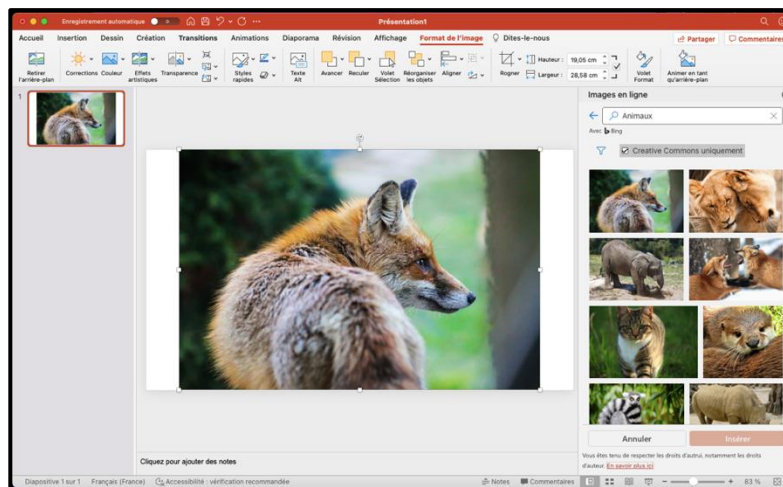 Enregistrement automatique
Présentation1
Accueil Insertion Dessin Création Transitions Animations Diaporama Révision Affichage Format de l'image Dites-le-nous Partager Commentaires
Retirer l'arrière-plan
Corrections
Couleur
Effets artistiques
Transparence
Styles rapides
Texte Alt
Avancer
Reculer
Volet Sélection
Réorganiser les objets
Aligner
Rogner
Hauteur : 19,05 cm
Largeur : 28,58 cm
Volet Format
Animer en tant qu'arrière-plan
1
Images en ligne
Animaux
Avec Bing
Creative Commons uniquement
Annuler Insérer
Vous êtes tenu de respecter les droits d'autrui, notamment les droits
d'auteur. En savoir plus ici
Cliquez pour ajouter des notes
Diapositive 1 sur 1 Français (France) Accessibilité : vérification recommandée Notes Commentaires 63 %